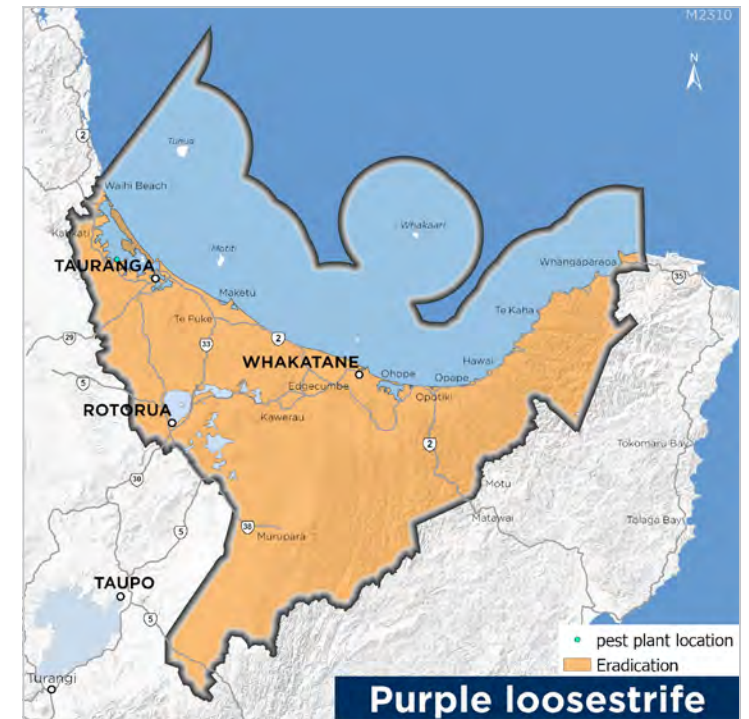 M2310
N
2
Tuhua
Waihi Beach
Whakaari
Katikati
Motiti
Whangaparaoa
TAURANGA
35
Maketu
Te Kaha
Te Puke
29
33
2
WHAKATANE
Hawai
5
Ohope
Opape
Edgecumbe
Opotiki
ROTORUA
Kawerau
2
Tokomaru Bay
38
Motu
5
Matawai
Tolaga Bay
38
Murupara
TAUPO
5
Turangi
pest plant location
Eradication
Purple loosestrife